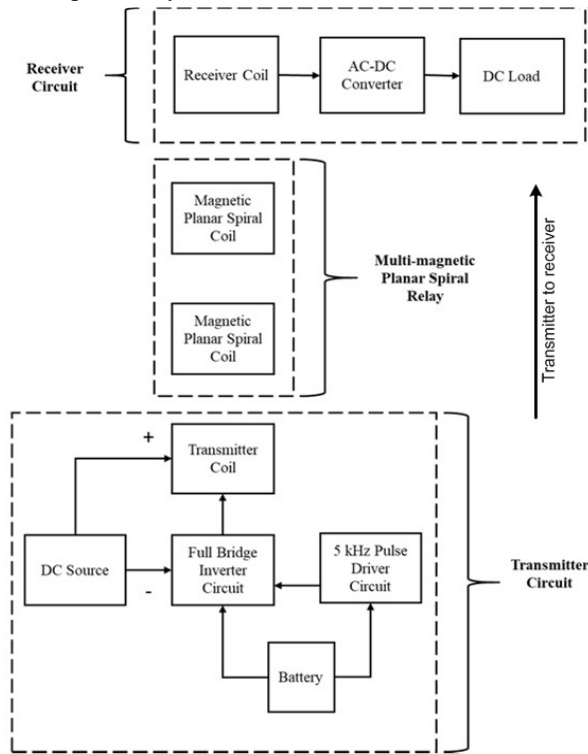 Receiver
Circuit
Receiver Coil
AC-DC
Converter
DC Load
Magnetic
Planar Spiral
Coil
Magnetic
Planar Spiral
Coil
Multi-magnetic
Planar Spiral
Relay
Transmitter to receiver
+
Transmitter
Coil
DC Source
-
Full Bridge
Inverter
Circuit
5 kHz Pulse
Driver
Circuit
Battery
Transmitter
Circuit